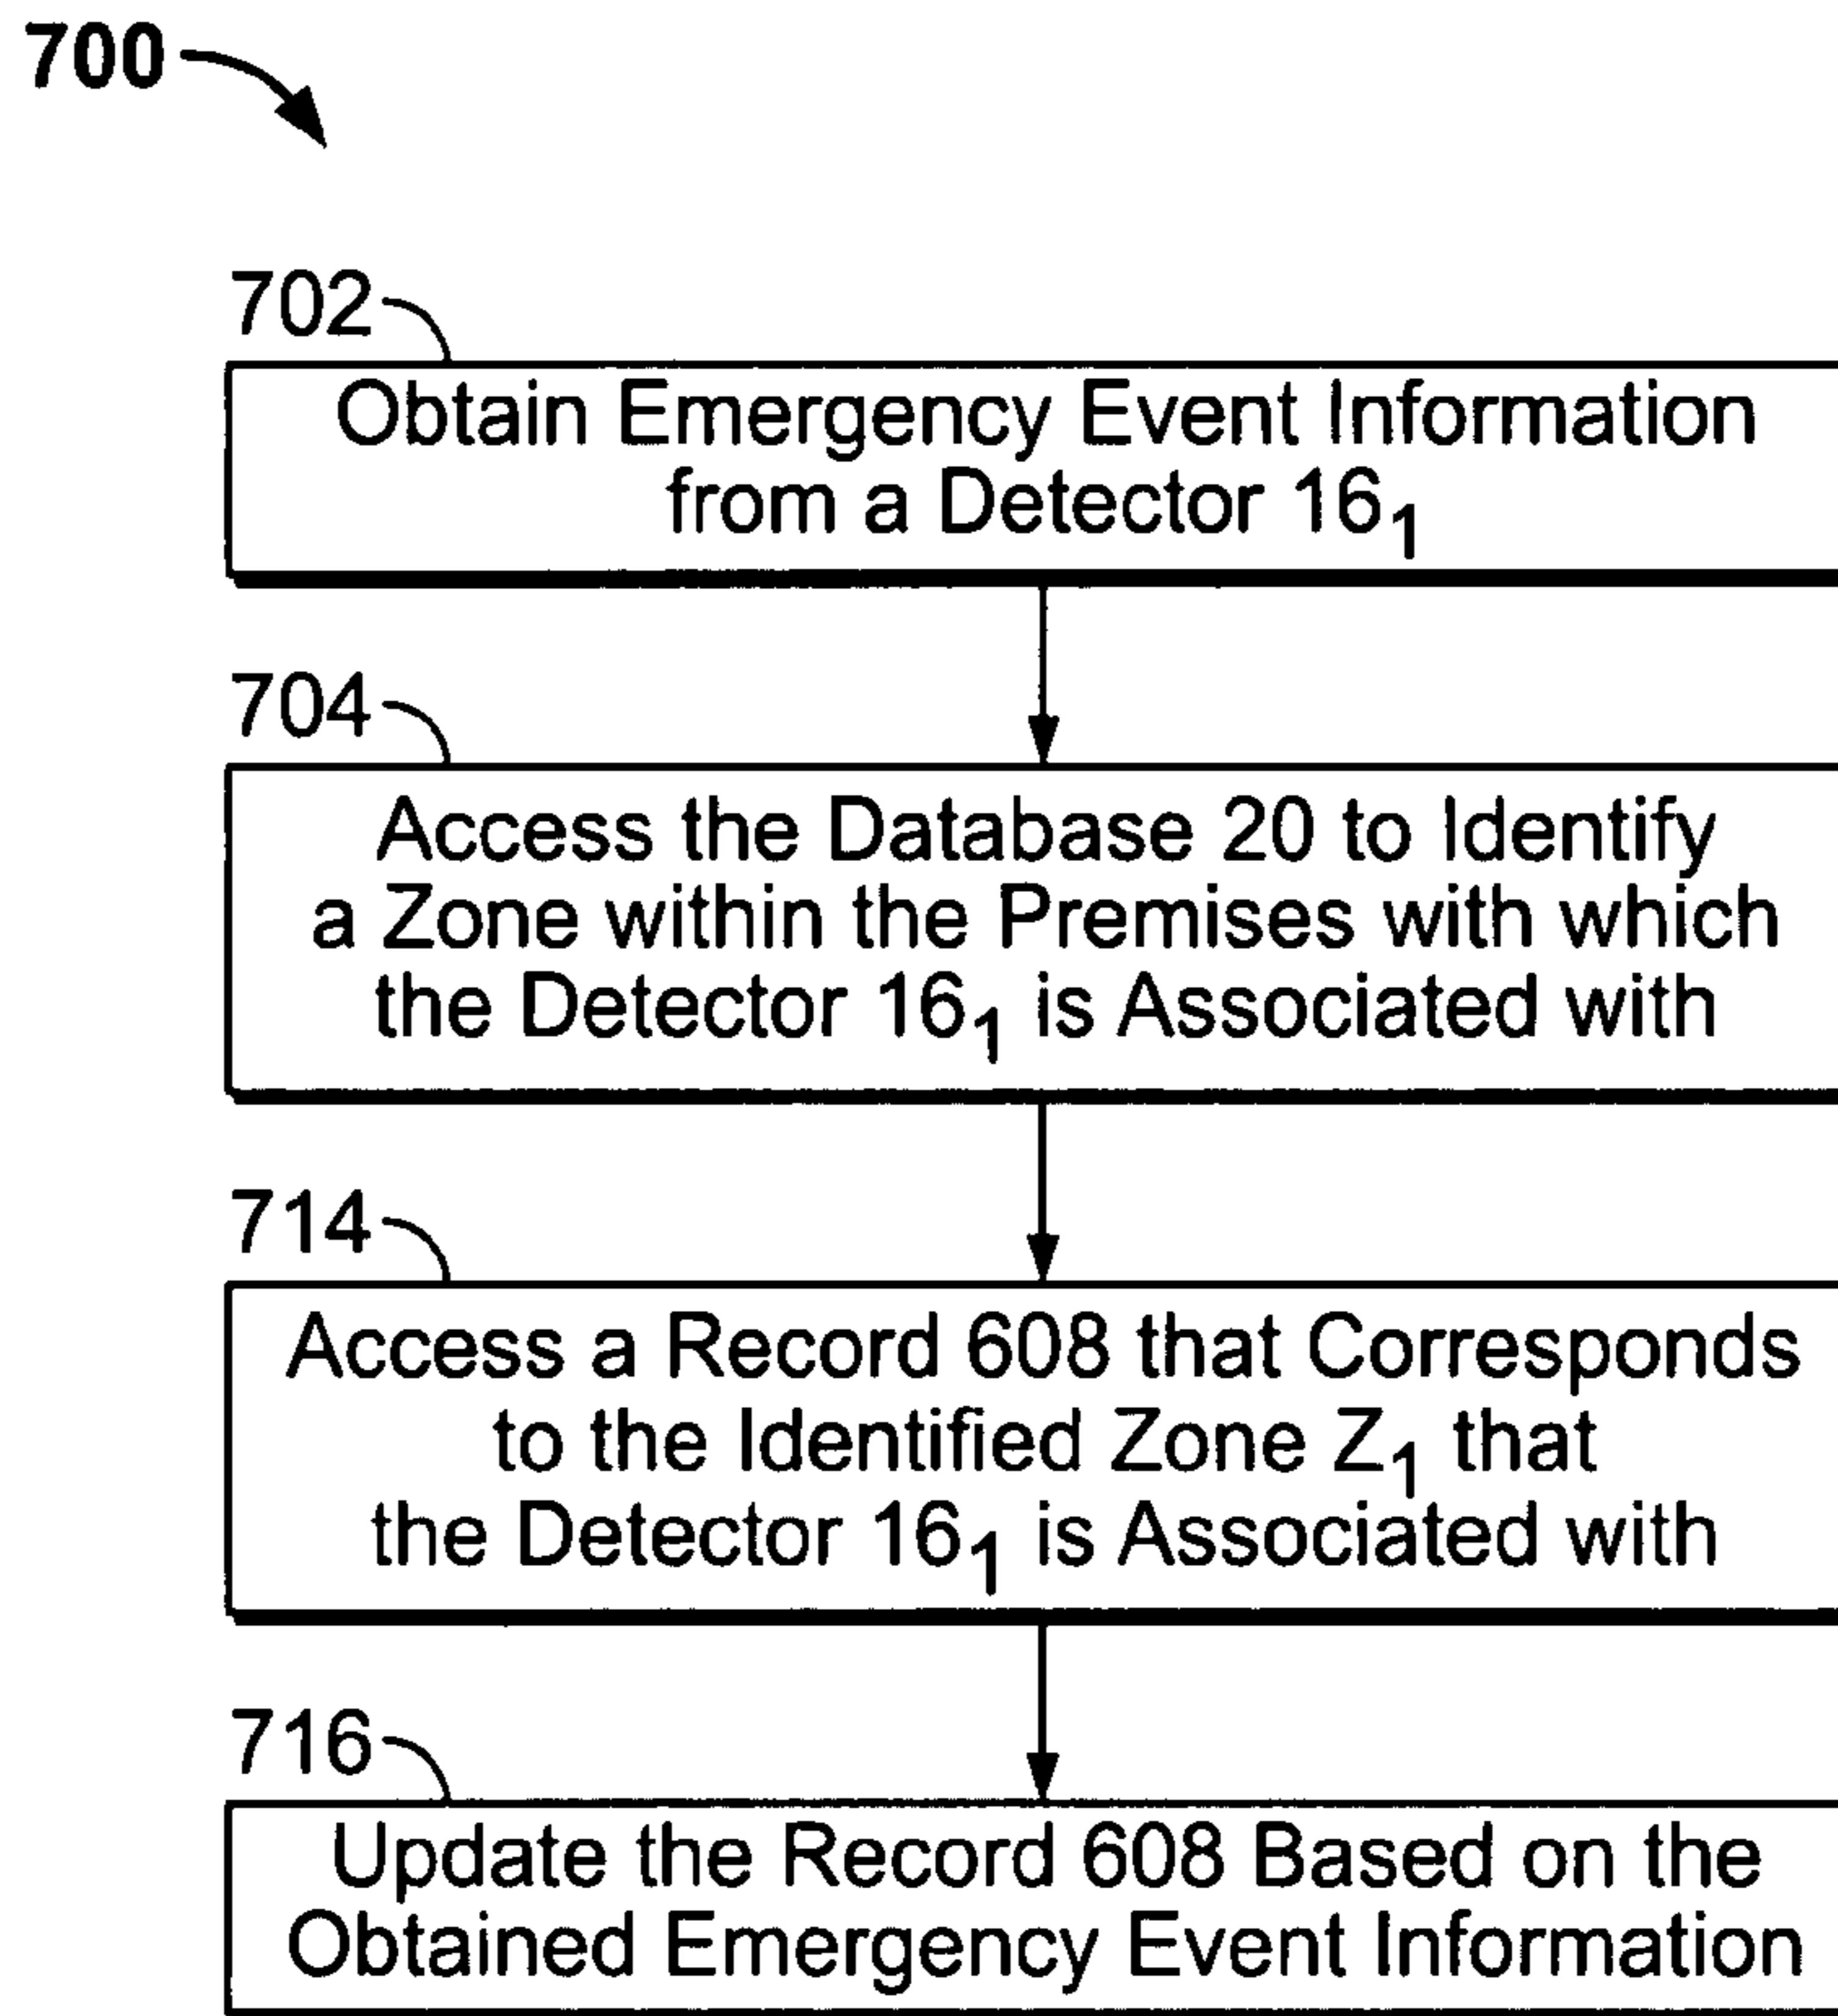 700
702
Obtain Emergency Event Information
from a Detector 16₁
704
Access the Database 20 to Identify
a Zone within the Premises with which
the Detector 16₁ is Associated with
714
Access a Record 608 that Corresponds
to the Identified Zone Z₁ that
the Detector 16₁ is Associated with
716
Update the Record 608 Based on the
Obtained Emergency Event Information